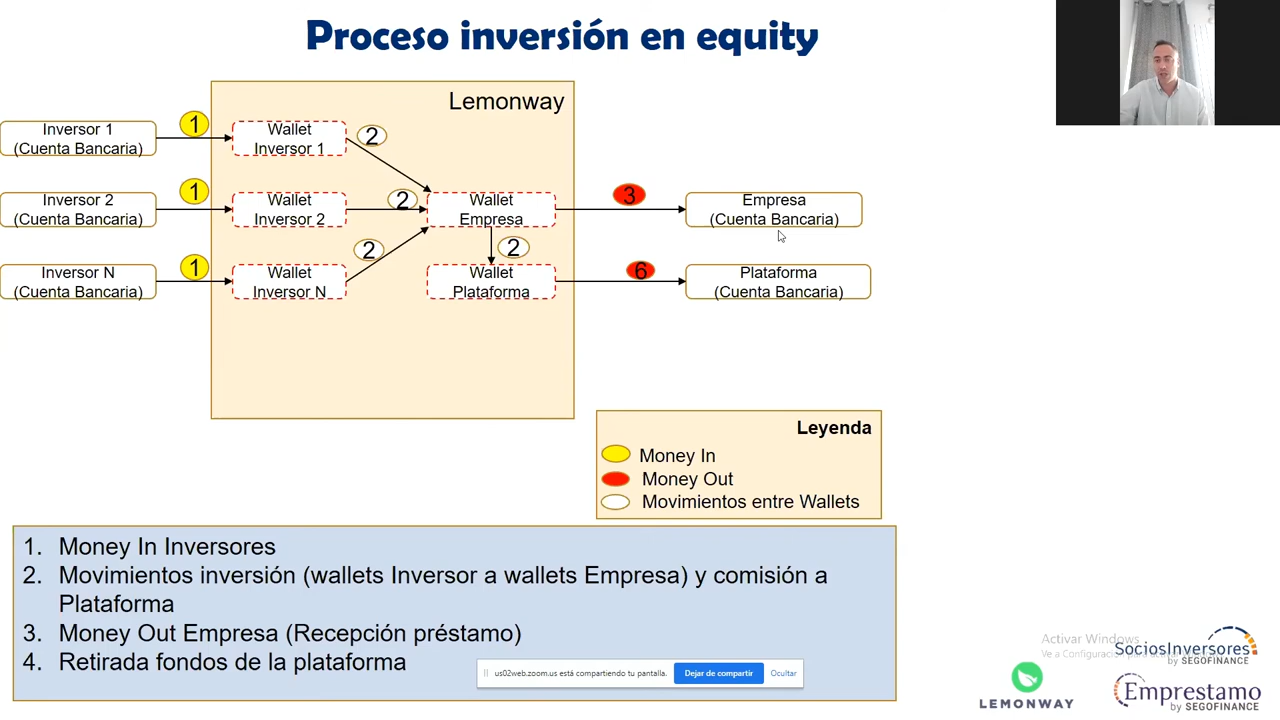 Proceso inversión en equity
Lemonway
Inversor 1
(Cuenta Bancaria)
1
Wallet
Inversor 1
2
Inversor 2
(Cuenta Bancaria)
1
Wallet
Inversor 2
2
Wallet
Empresa
3
Empresa
(Cuenta Bancaria)
Inversor N
(Cuenta Bancaria)
1
Wallet
Inversor N
2
2
Wallet
Plataforma
6
Plataforma
(Cuenta Bancaria)
Leyenda
Money In
Money Out
Movimientos entre Wallets
1. Money In Inversores
2. Movimientos inversión (wallets Inversor a wallets Empresa) y comisión a
Plataforma
3. Money Out Empresa (Recepción préstamo)
4. Retirada fondos de la plataforma
us02web.zoom.us está compartiendo tu pantalla.
Dejar de compartir
Ocultar
Activar Windows
Ve a Configuración
SociosInversores
by SEGOFINANCE
LEMONWAY
Emprestamo
by SEGOFINANCE